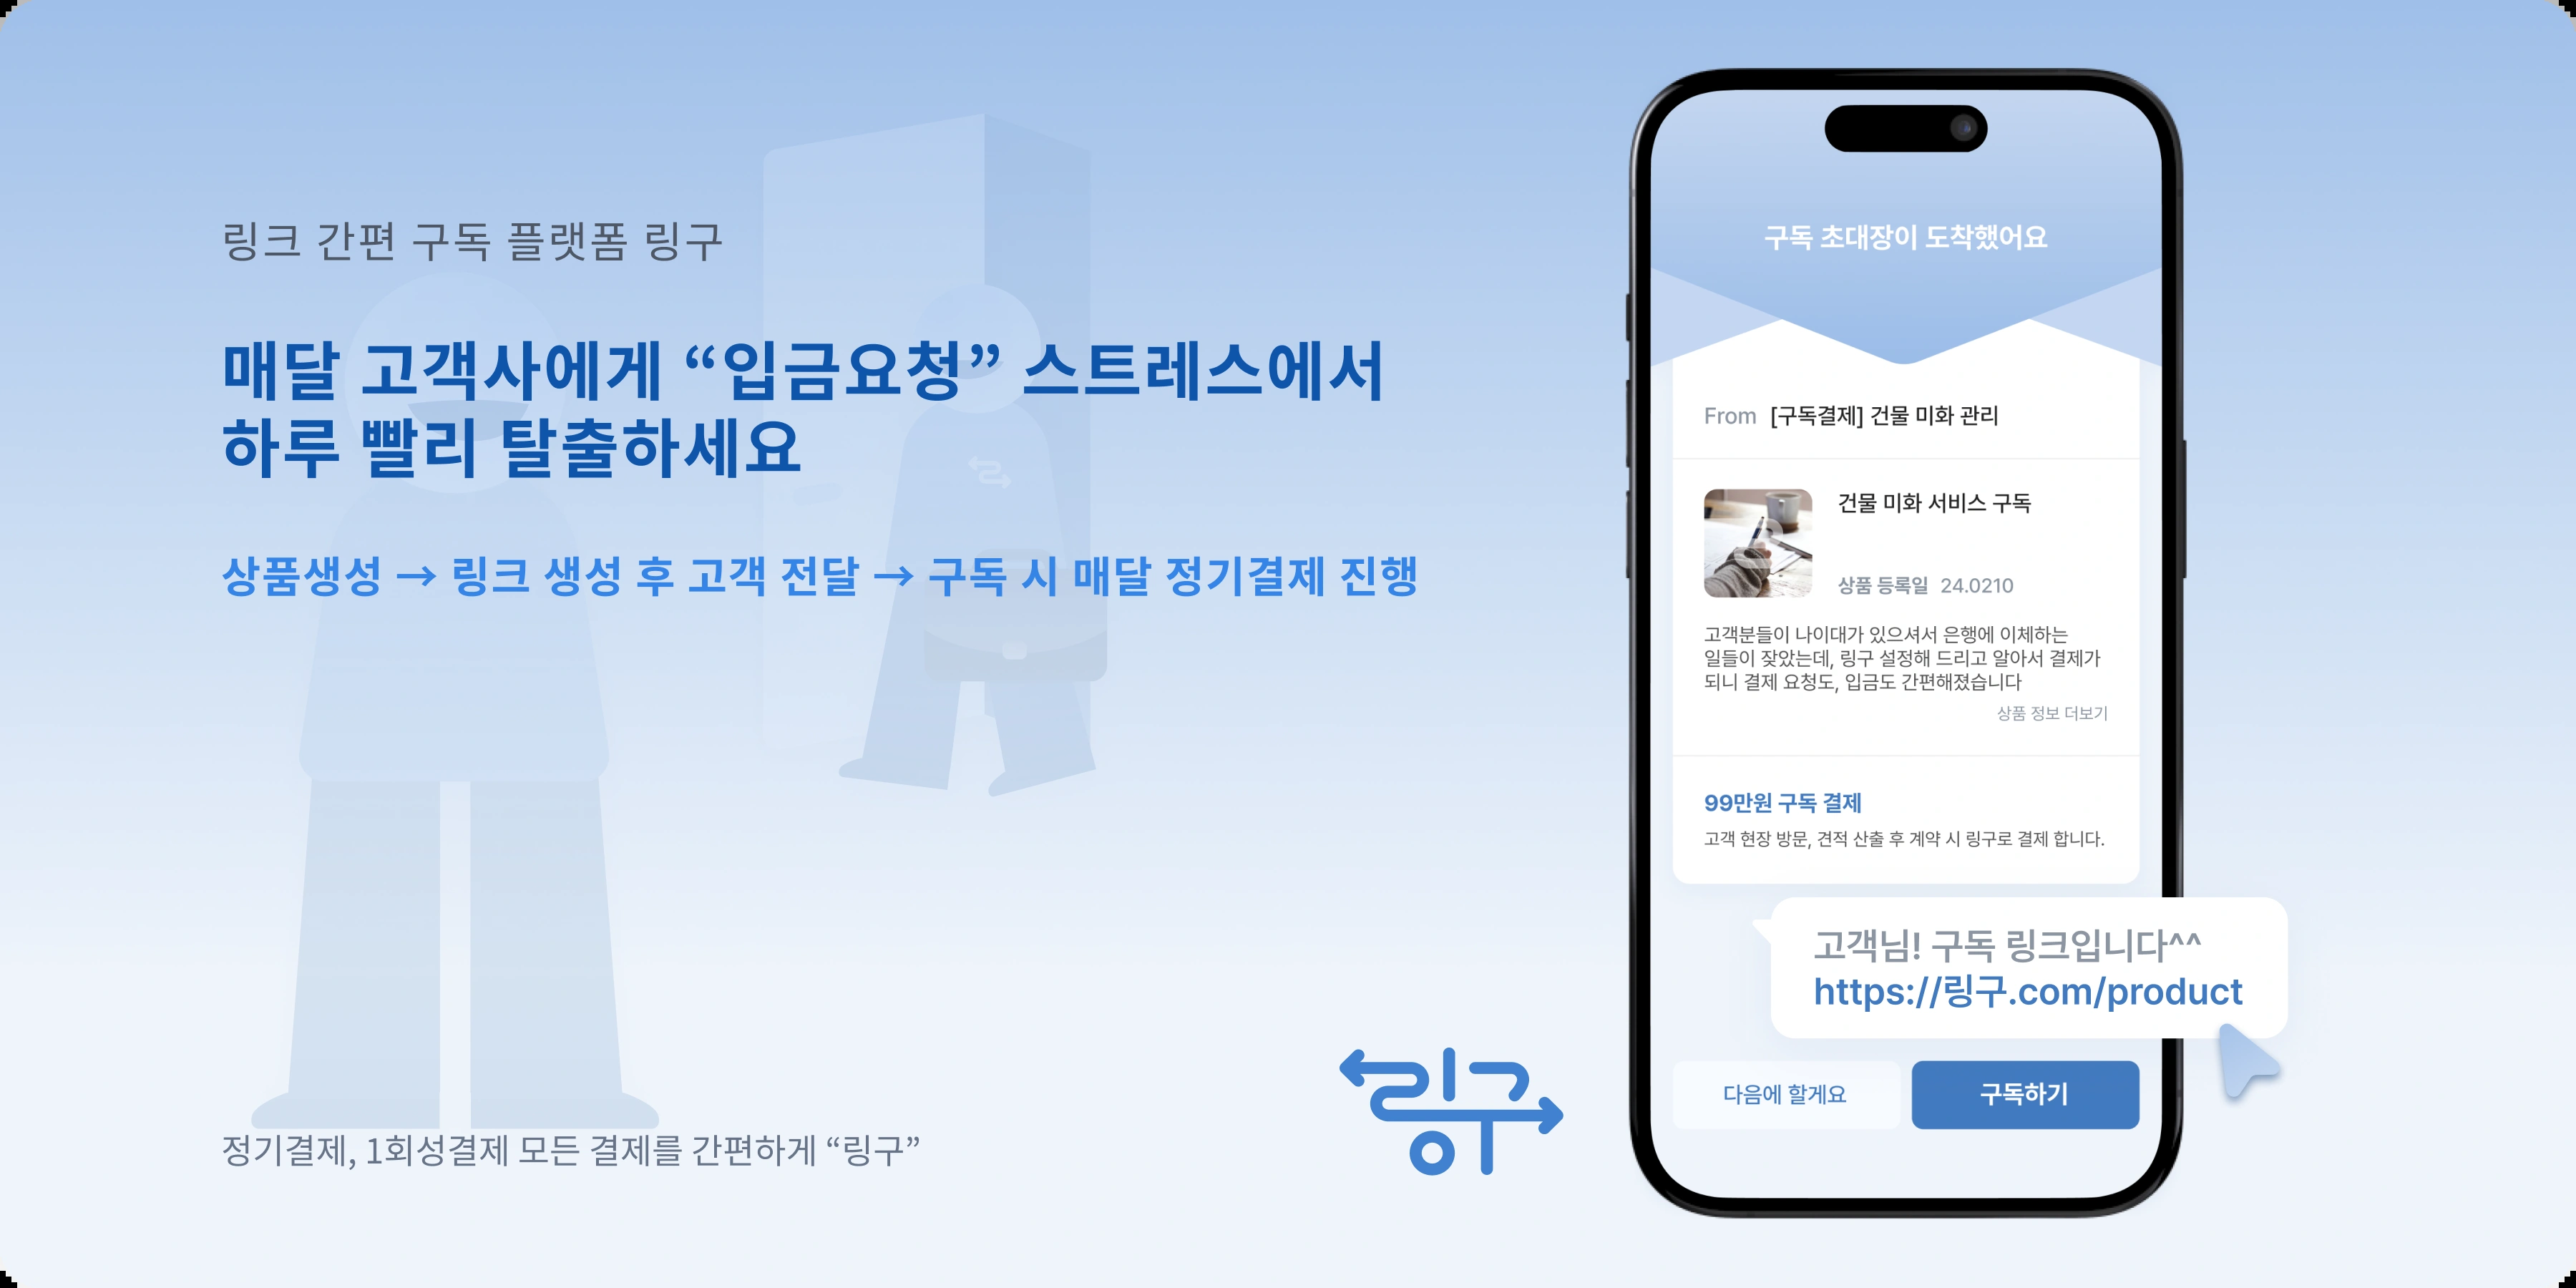 링크 간편 구독 플랫폼 링구
매달 고객사에게 “입금요청” 스트레스에서
하루 빨리 탈출하세요
상품생성 → 링크 생성 후 고객 전달 → 구독 시 매달 정기결제 진행
정기결제, 1회성결제 모든 결제를 간편하게 “링구”
링구
구독 초대장이 도착했어요
From [구독결제] 건물 미화 관리
건물 미화 서비스 구독
상품 등록일 24.0210
고객분들이 나이대가 있으셔서 은행에 이체하는
일들이 잦았는데, 링구 설정해 드리고 알아서 결제가
되니 결제 요청도, 입금도 간편해졌습니다
상품 정보 더보기
99만원 구독 결제
고객 현장 방문, 견적 산출 후 계약 시 링구로 결제 합니다.
고객님! 구독 링크입니다^^
https://링구.com/product
다음에 할게요
구독하기